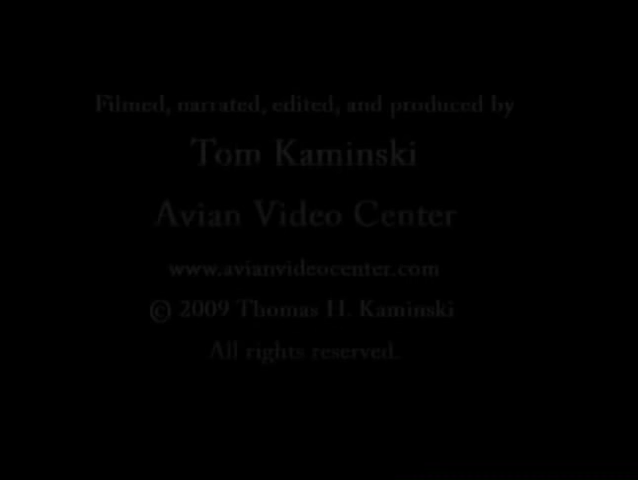 Filmed, narrated, edited, and produced by
Tom Kaminski
Avian Video Center
www.avianvideocenter.com
© 2009 Thomas H. Kaminski
All rights reserved.